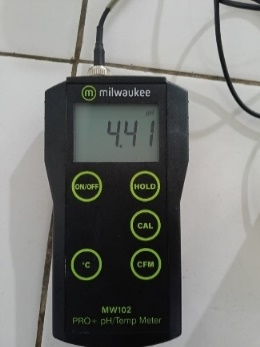 m milwaukee
pH
4.41
ON/OFF HOLD
CAL
°C CFM
MW102
PRO+ pH/Temp Meter